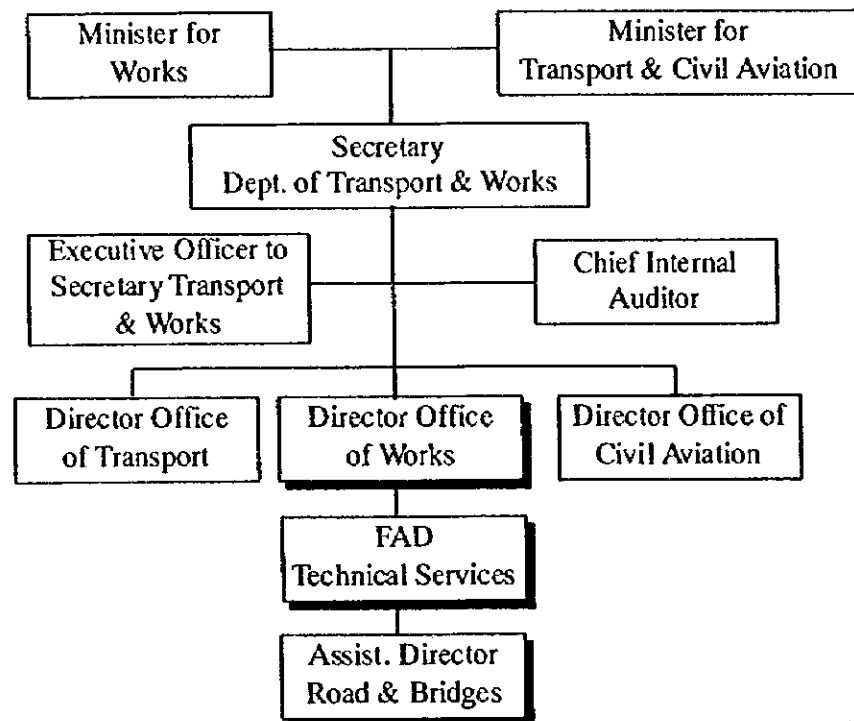 Minister for
Works
Minister for
Transport & Civil Aviation
Secretary
Dept. of Transport & Works
Executive Officer to
Secretary Transport
& Works
Chief Internal
Auditor
Director Office
of Transport
Director Office
of Works
Director Office of
Civil Aviation
FAD
Technical Services
Assist. Director
Road & Bridges